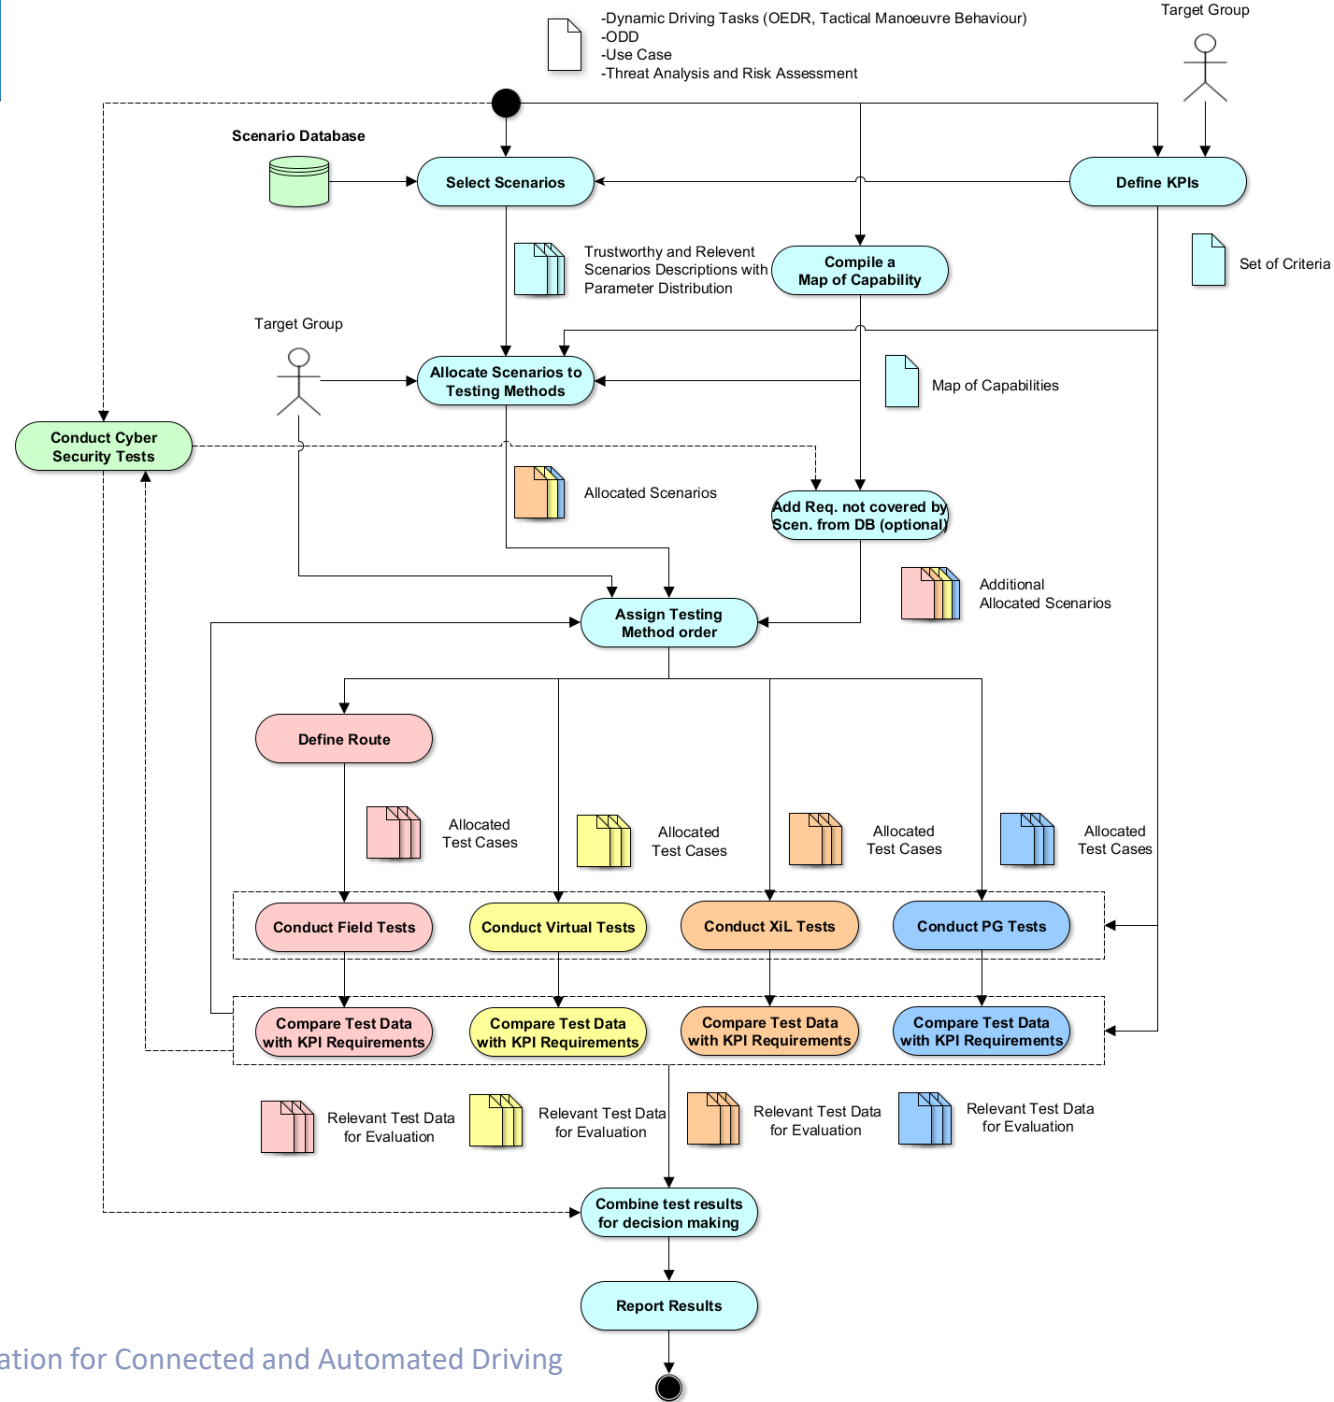 -Dynamic Driving Tasks (OEDR, Tactical Manoeuvre Behaviour)
-ODD
-Use Case
-Threat Analysis and Risk Assessment
Target Group
Scenario Database
Select Scenarios
Define KPIs
Trustworthy and Relevent
Scenarios Descriptions with
Parameter Distribution
Compile a
Map of Capability
Set of Criteria
Target Group
Allocate Scenarios to
Testing Methods
Map of Capabilities
Conduct Cyber
Security Tests
Allocated Scenarios
Add Req. not covered by
Scen. from DB (optional)
Additional
Allocated Scenarios
Assign Testing
Method order
Define Route
Allocated
Test Cases
Allocated
Test Cases
Allocated
Test Cases
Allocated
Test Cases
Conduct Field Tests
Conduct Virtual Tests
Conduct XiL Tests
Conduct PG Tests
Compare Test Data
with KPI Requirements
Compare Test Data
with KPI Requirements
Compare Test Data
with KPI Requirements
Compare Test Data
with KPI Requirements
Relevant Test Data
for Evaluation
Relevant Test Data
for Evaluation
Relevant Test Data
for Evaluation
Relevant Test Data
for Evaluation
Combine test results
for decision making
Report Results
ation for Connected and Automated Driving